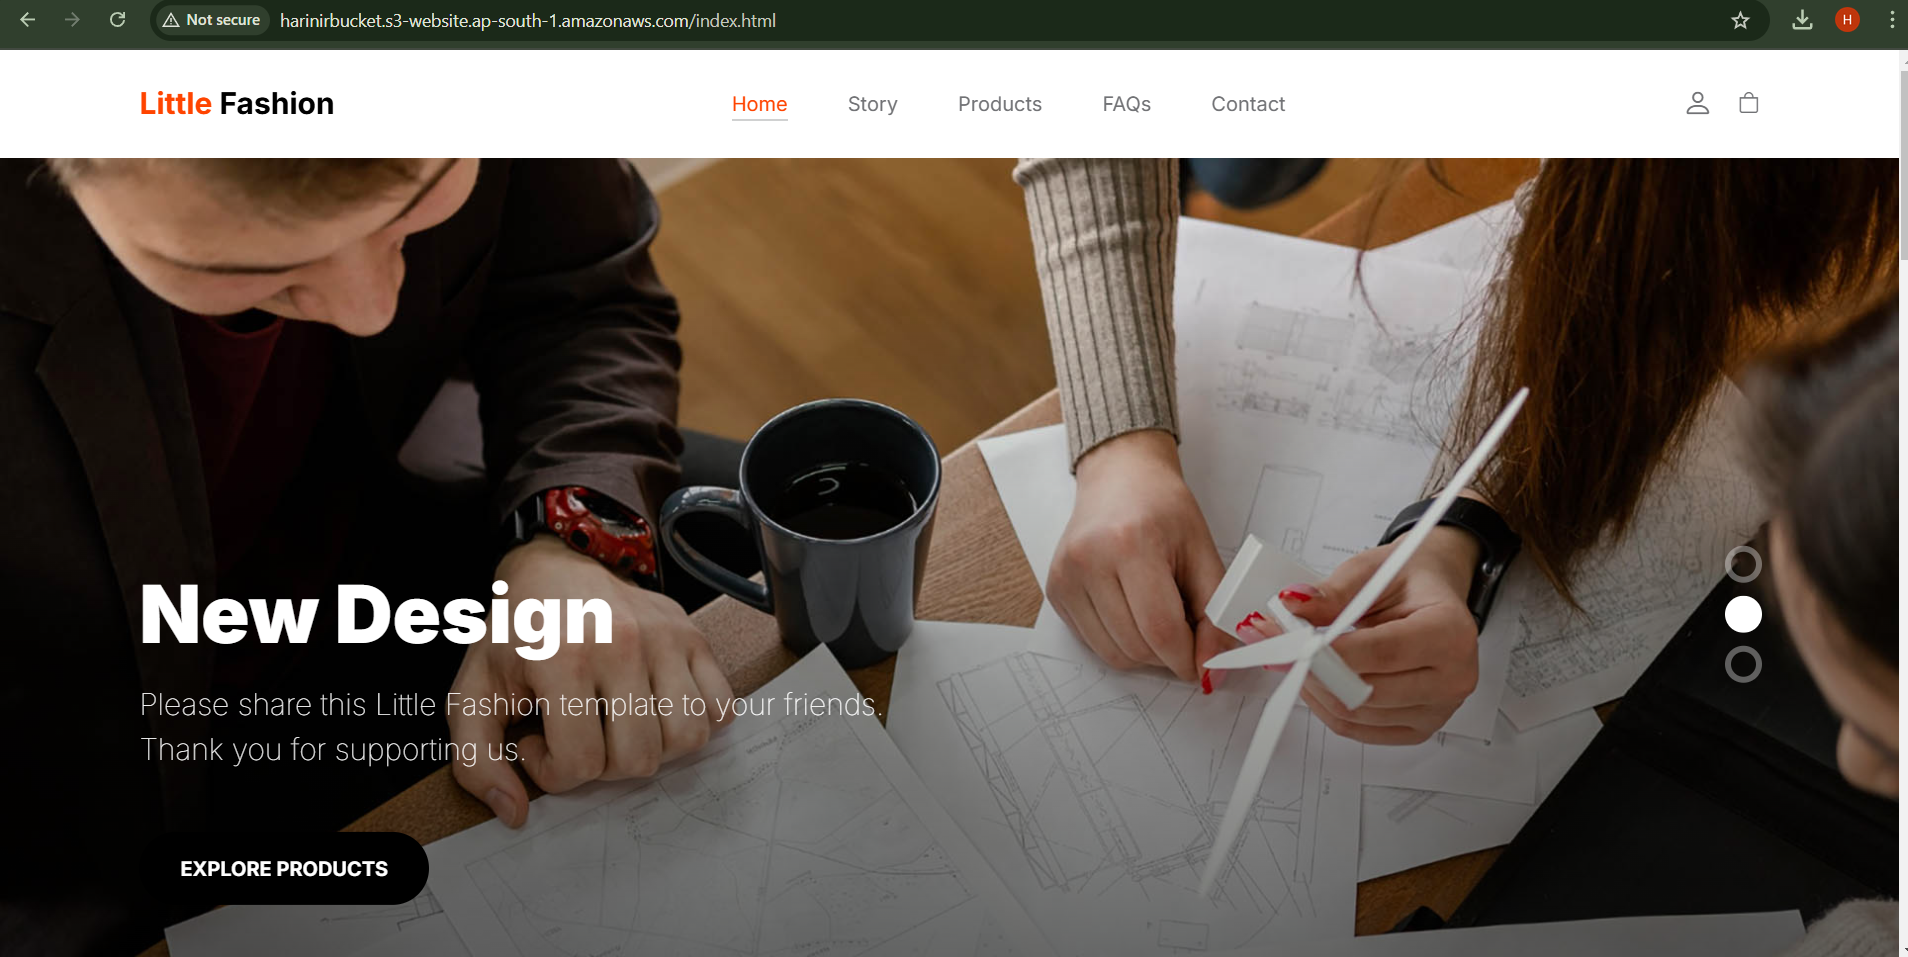 Not secure harinirbucket.s3-website.ap-south-1.amazonaws.com/index.html H
Little Fashion Home Story Products FAQs Contact
New Design
Please share this Little Fashion template to your friends.
Thank you for supporting us.
EXPLORE PRODUCTS